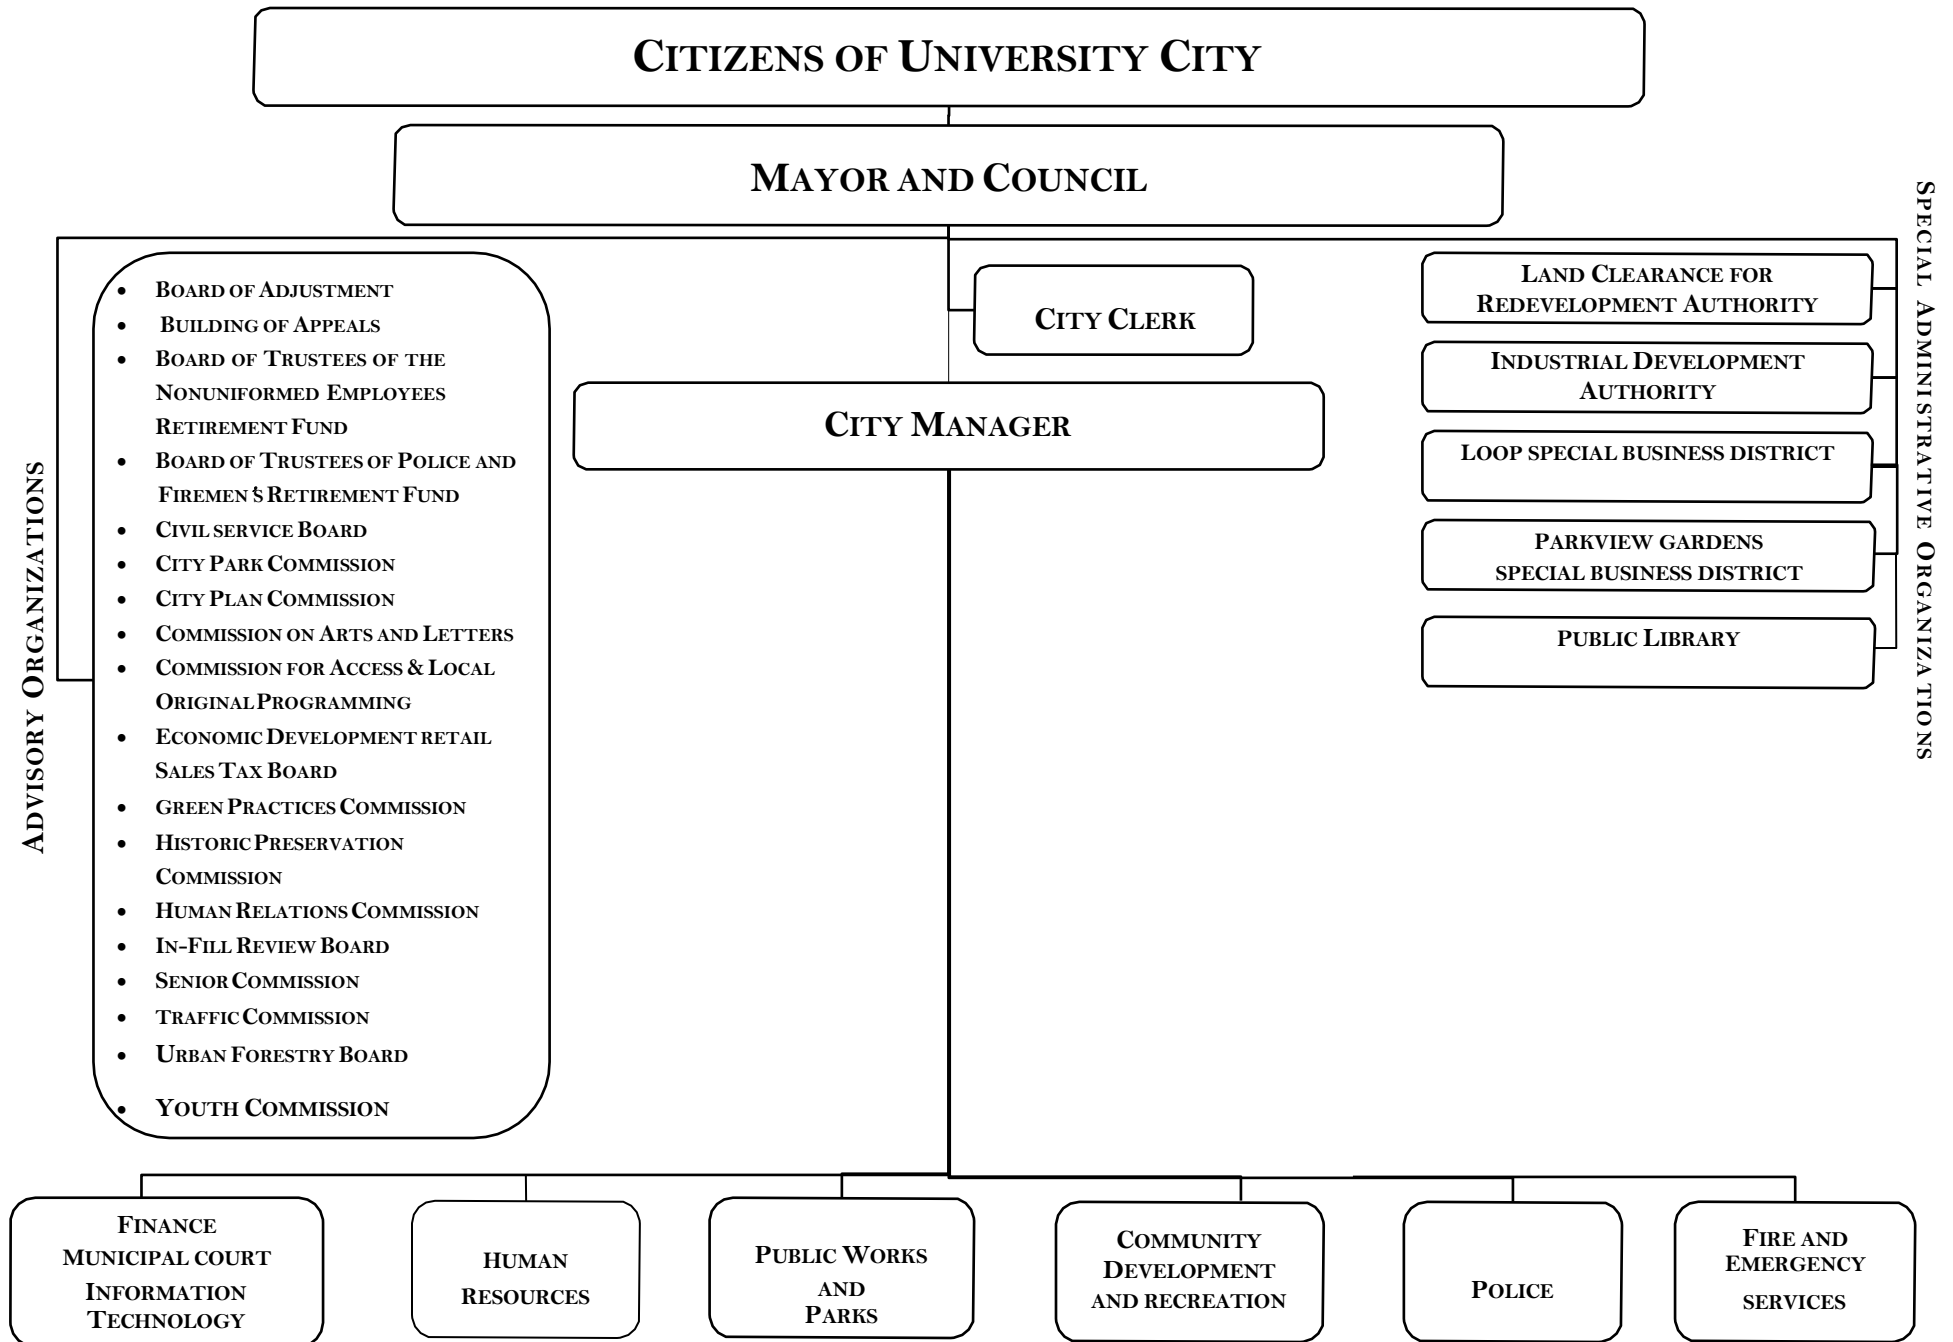 CITIZENS OF UNIVERSITY CITY
MAYOR AND COUNCIL
ADVISORY ORGANIZATIONS
• BOARD OF ADJUSTMENT
• BUILDING OF APPEALS
• BOARD OF TRUSTEES OF THE
NONUNIFORMED EMPLOYEES
RETIREMENT FUND
• BOARD OF TRUSTEES OF POLICE AND
FIREMEN'S RETIREMENT FUND
• CIVIL SERVICE BOARD
• CITY PARK COMMISSION
• CITY PLAN COMMISSION
• COMMISSION ON ARTS AND LETTERS
• COMMISSION FOR ACCESS & LOCAL
ORIGINAL PROGRAMMING
• ECONOMIC DEVELOPMENT RETAIL
SALES TAX BOARD
• GREEN PRACTICES COMMISSION
• HISTORIC PRESERVATION
COMMISSION
• HUMAN RELATIONS COMMISSION
• IN-FILL REVIEW BOARD
• SENIOR COMMISSION
• TRAFFIC COMMISSION
• URBAN FORESTRY BOARD
• YOUTH COMMISSION
CITY CLERK
CITY MANAGER
LAND CLEARANCE FOR
REDEVELOPMENT AUTHORITY
INDUSTRIAL DEVELOPMENT
AUTHORITY
LOOP SPECIAL BUSINESS DISTRICT
PARKVIEW GARDENS
SPECIAL BUSINESS DISTRICT
PUBLIC LIBRARY
SPECIAL ADMINISTRATIVE ORGANIZATIONS
FINANCE
MUNICIPAL COURT
INFORMATION
TECHNOLOGY
HUMAN
RESOURCES
PUBLIC WORKS
AND
PARKS
COMMUNITY
DEVELOPMENT
AND RECREATION
POLICE
FIRE AND
EMERGENCY
SERVICES